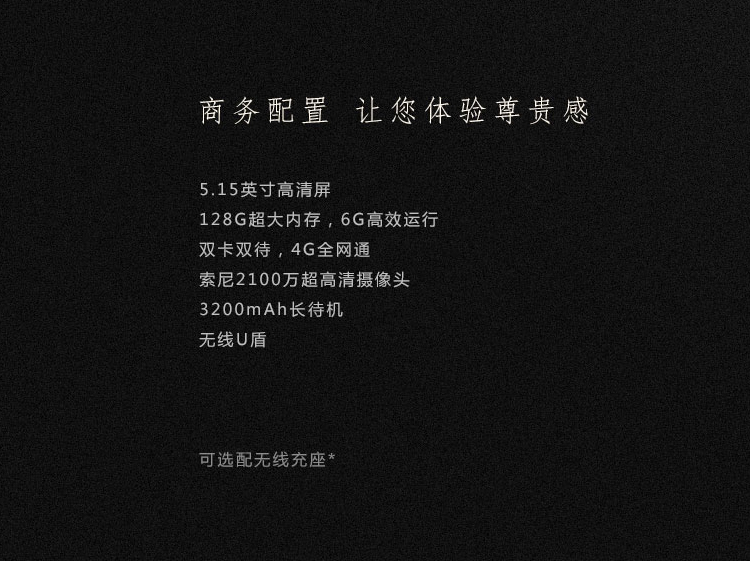 商务配置 让您体验尊贵感
5.15英寸高清屏
128G超大内存，6G高效运行
双卡双待，4G全网通
索尼2100万超高清摄像头
3200mAh长待机
无线U盾
可选配无线充座*